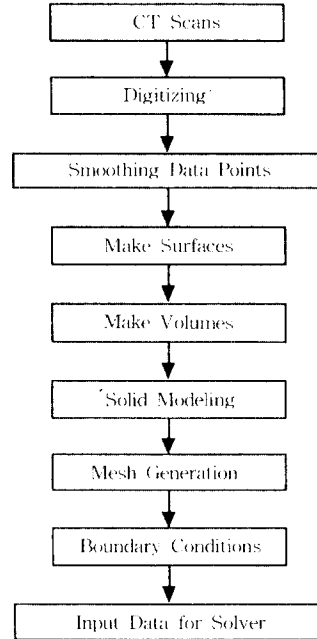 CT Scans
Digitizing
Smoothing Data Points
Make Surfaces
Make Volumes
Solid Modeling
Mesh Generation
Boundary Conditions
Input Data for Solver